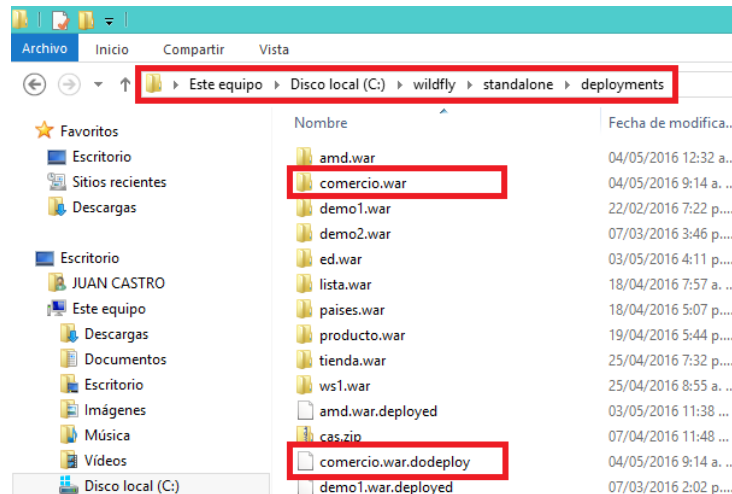 Archivo Inicio Compartir Vista
Este equipo Disco local (C:) wildfly standalone deployments
Favoritos
Escritorio
Sitios recientes
Descargas
Escritorio
JUAN CASTRO
Este equipo
Descargas
Documentos
Escritorio
Imágenes
Música
Vídeos
Disco local (C:)
Nombre Fecha de modifica...
amd.war 04/05/2016 12:32 a...
comercio.war 04/05/2016 9:14 a. ...
demo1.war 22/02/2016 7:22 p....
demo2.war 07/03/2016 3:46 p....
ed.war 03/05/2016 4:11 p....
lista.war 18/04/2016 7:57 a. ...
paises.war 18/04/2016 5:07 p....
producto.war 19/04/2016 5:44 p....
tienda.war 25/04/2016 7:32 p....
ws1.war 25/04/2016 8:55 a. ...
amd.war.deployed 03/05/2016 11:38 ...
cas.zip 07/04/2016 11:48 ...
comercio.war.dodeploy 04/05/2016 9:14 a. ...
demo1.war.deployed 07/03/2016 2:02 p....